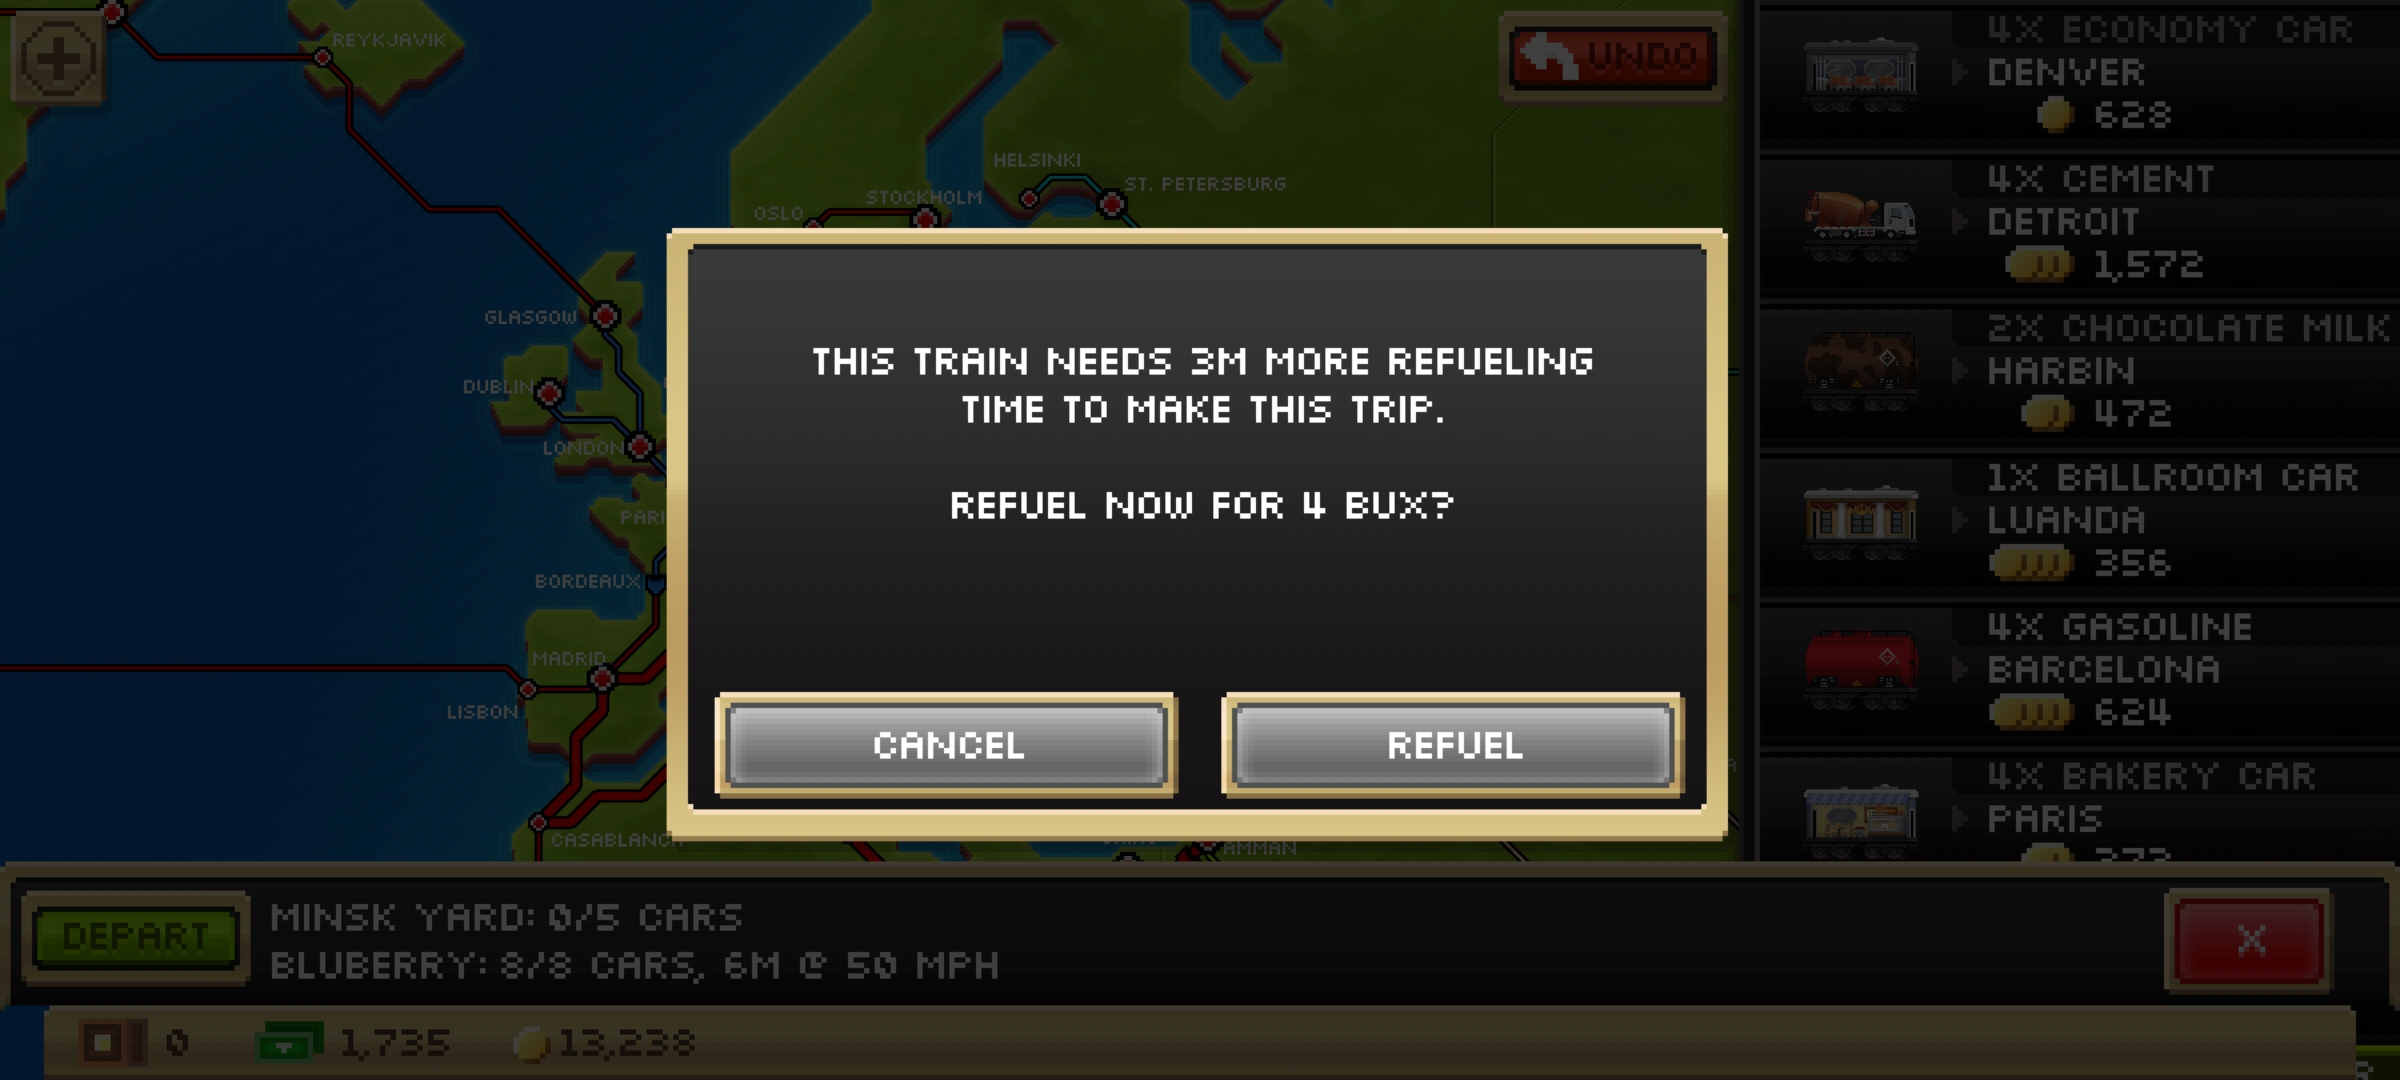 REYKJAVIK
UNDO
HELSINKI
ST. PETERSBURG
STOCKHOLM
OSLO
GLASGOW
DUBLIN
LONDON
BORDEAUX
MADRID
LISBON
AMMAN
THIS TRAIN NEEDS 3M MORE REFUELING
TIME TO MAKE THIS TRIP.
REFUEL NOW FOR 4 BUX?
CANCEL
REFUEL
4X ECONOMY CAR
DENVER
628
4X CEMENT
DETROIT
1,572
2X CHOCOLATE MILK
HARBIN
472
1X BALLROOM CAR
LUANDA
356
4X GASOLINE
BARCELONA
624
4X BAKERY CAR
PARIS
DEPART
MINSK YARD: 0/5 CARS
BLUBERRY: 8/8 CARS, 6M @ 50 MPH
X
0
1,735
13,238